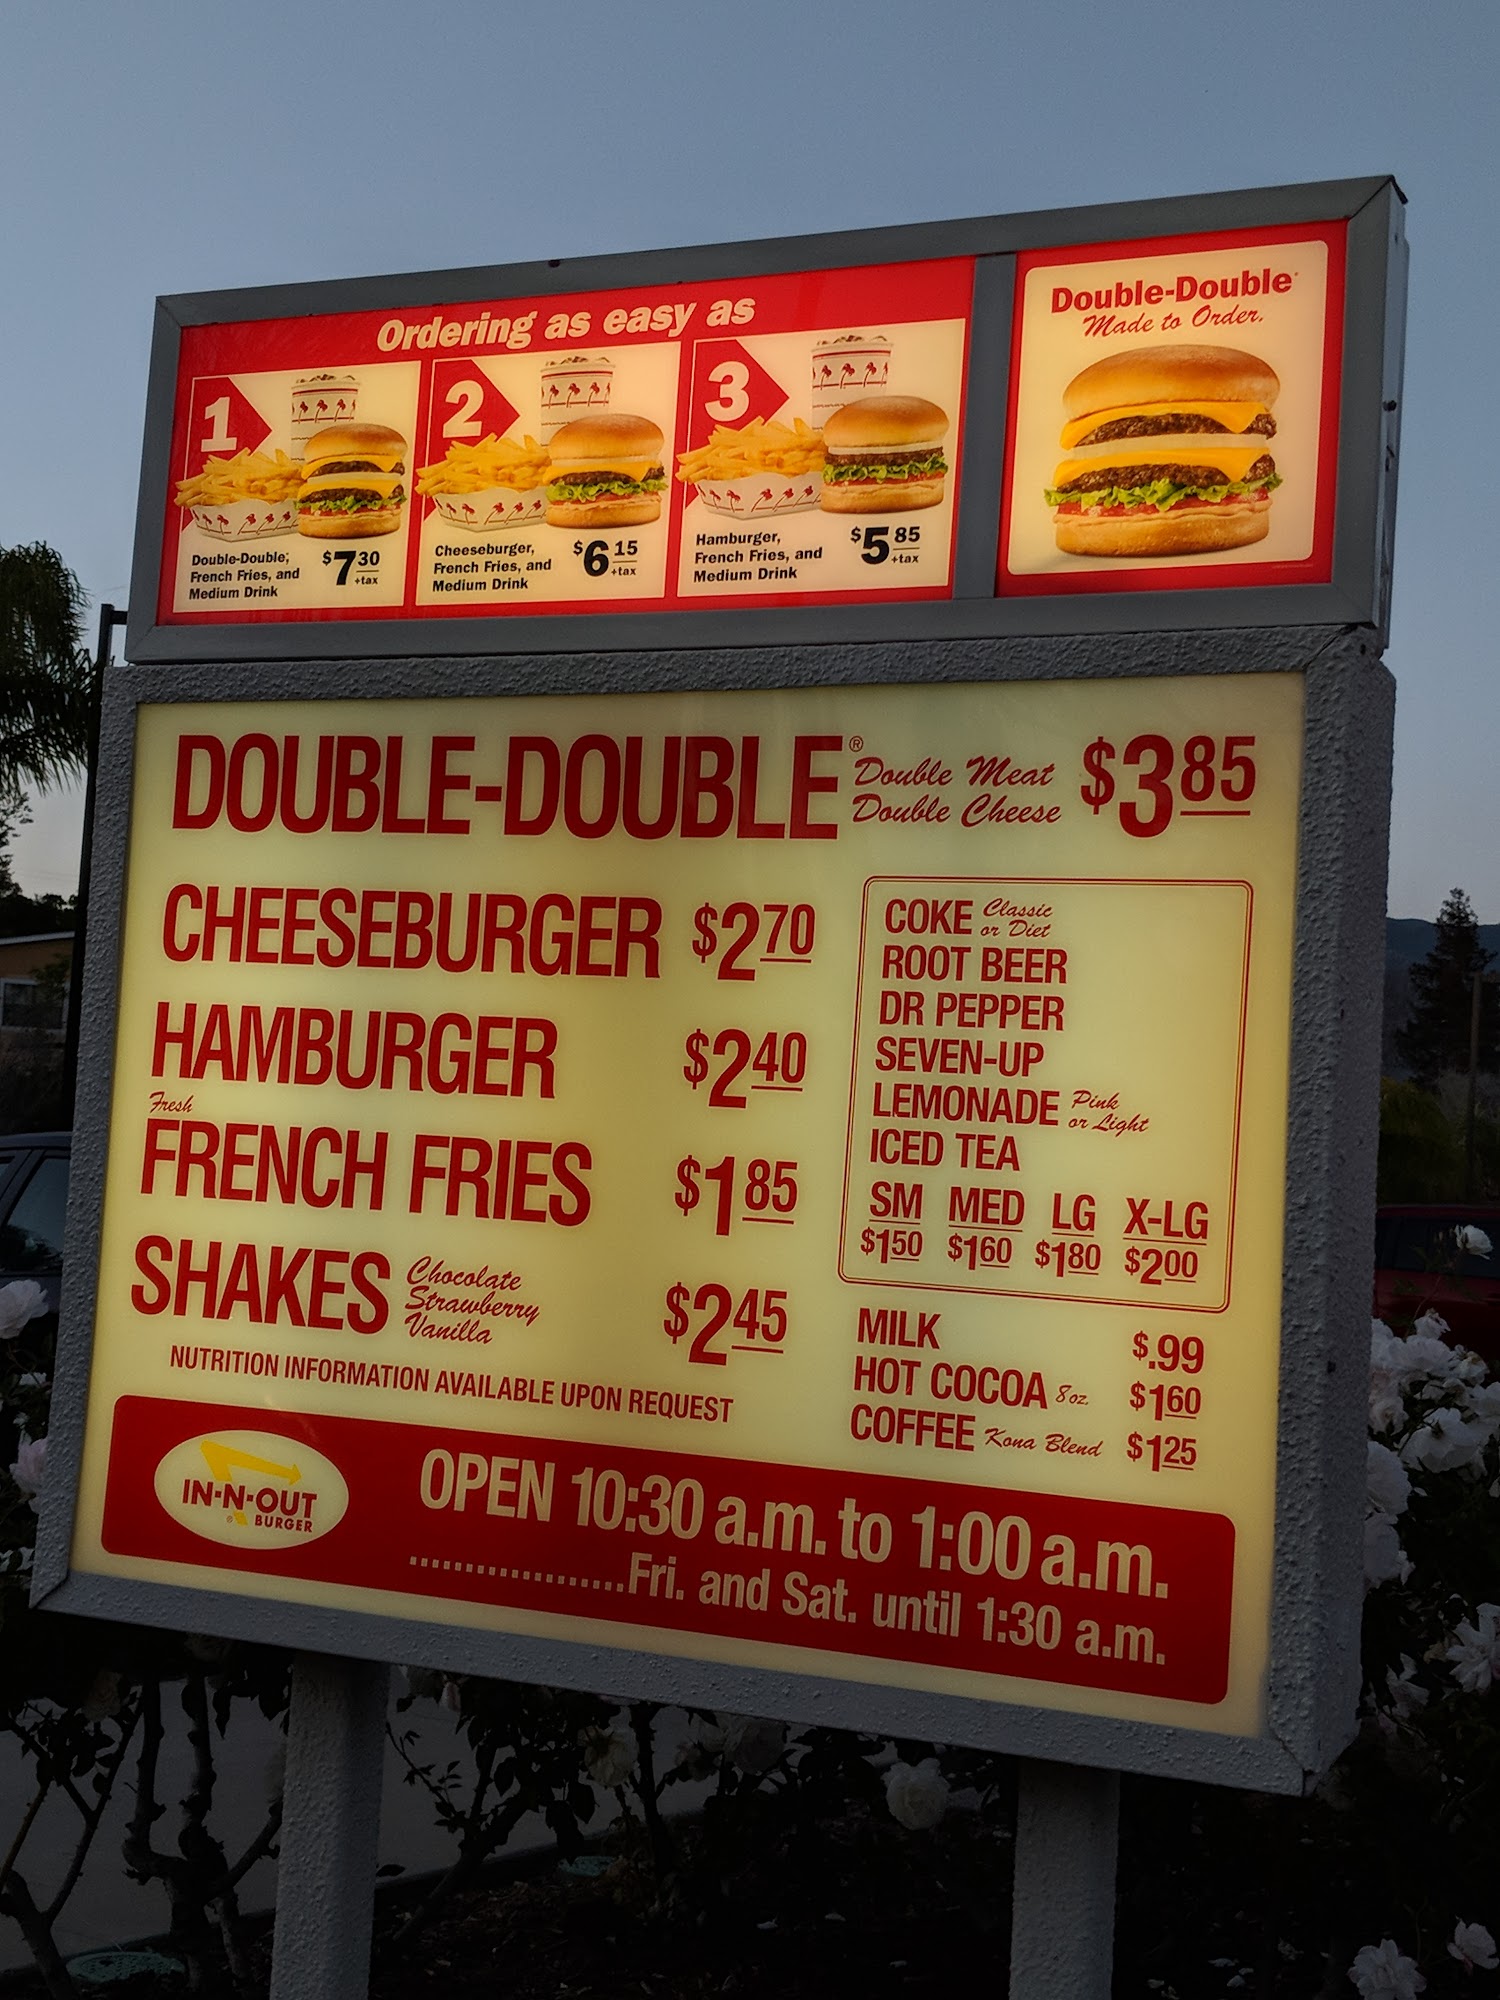 Ordering as easy as
1
Double-Double,
French Fries, and
Medium Drink
$7 30
+tax
2
Cheeseburger,
French Fries, and
Medium Drink
$6 15
+tax
3
Hamburger,
French Fries, and
Medium Drink
$5 85
+tax
Double-Double
Made to Order.
DOUBLE-DOUBLE® Double Meat Double Cheese $3 85
CHEESEBURGER $2 70
HAMBURGER $2 40
Fresh
FRENCH FRIES $1 85
SHAKES Chocolate Strawberry Vanilla $2 45
NUTRITION INFORMATION AVAILABLE UPON REQUEST
COKE Classic or Diet
ROOT BEER
DR PEPPER
SEVEN-UP
LEMONADE Pink or Light
ICED TEA
SM MED LG X-LG
$1 50 $1 60 $1 80 $2 00
MILK $.99
HOT COCOA 8 oz. $1 60
COFFEE Kona Blend $1 25
IN-N-OUT
® BURGER
OPEN 10:30 a.m. to 1:00 a.m.
...................Fri. and Sat. until 1:30 a.m.